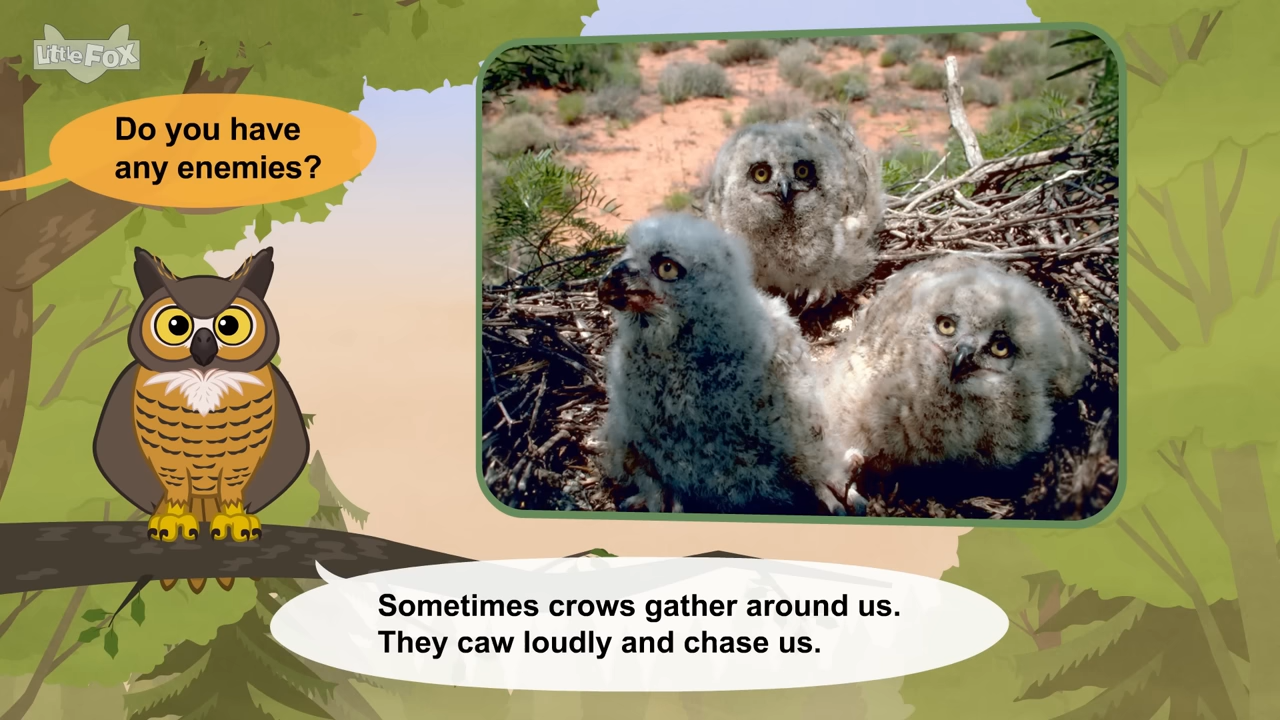 Little Fox
Do you have
any enemies?
Sometimes crows gather around us.
They caw loudly and chase us.